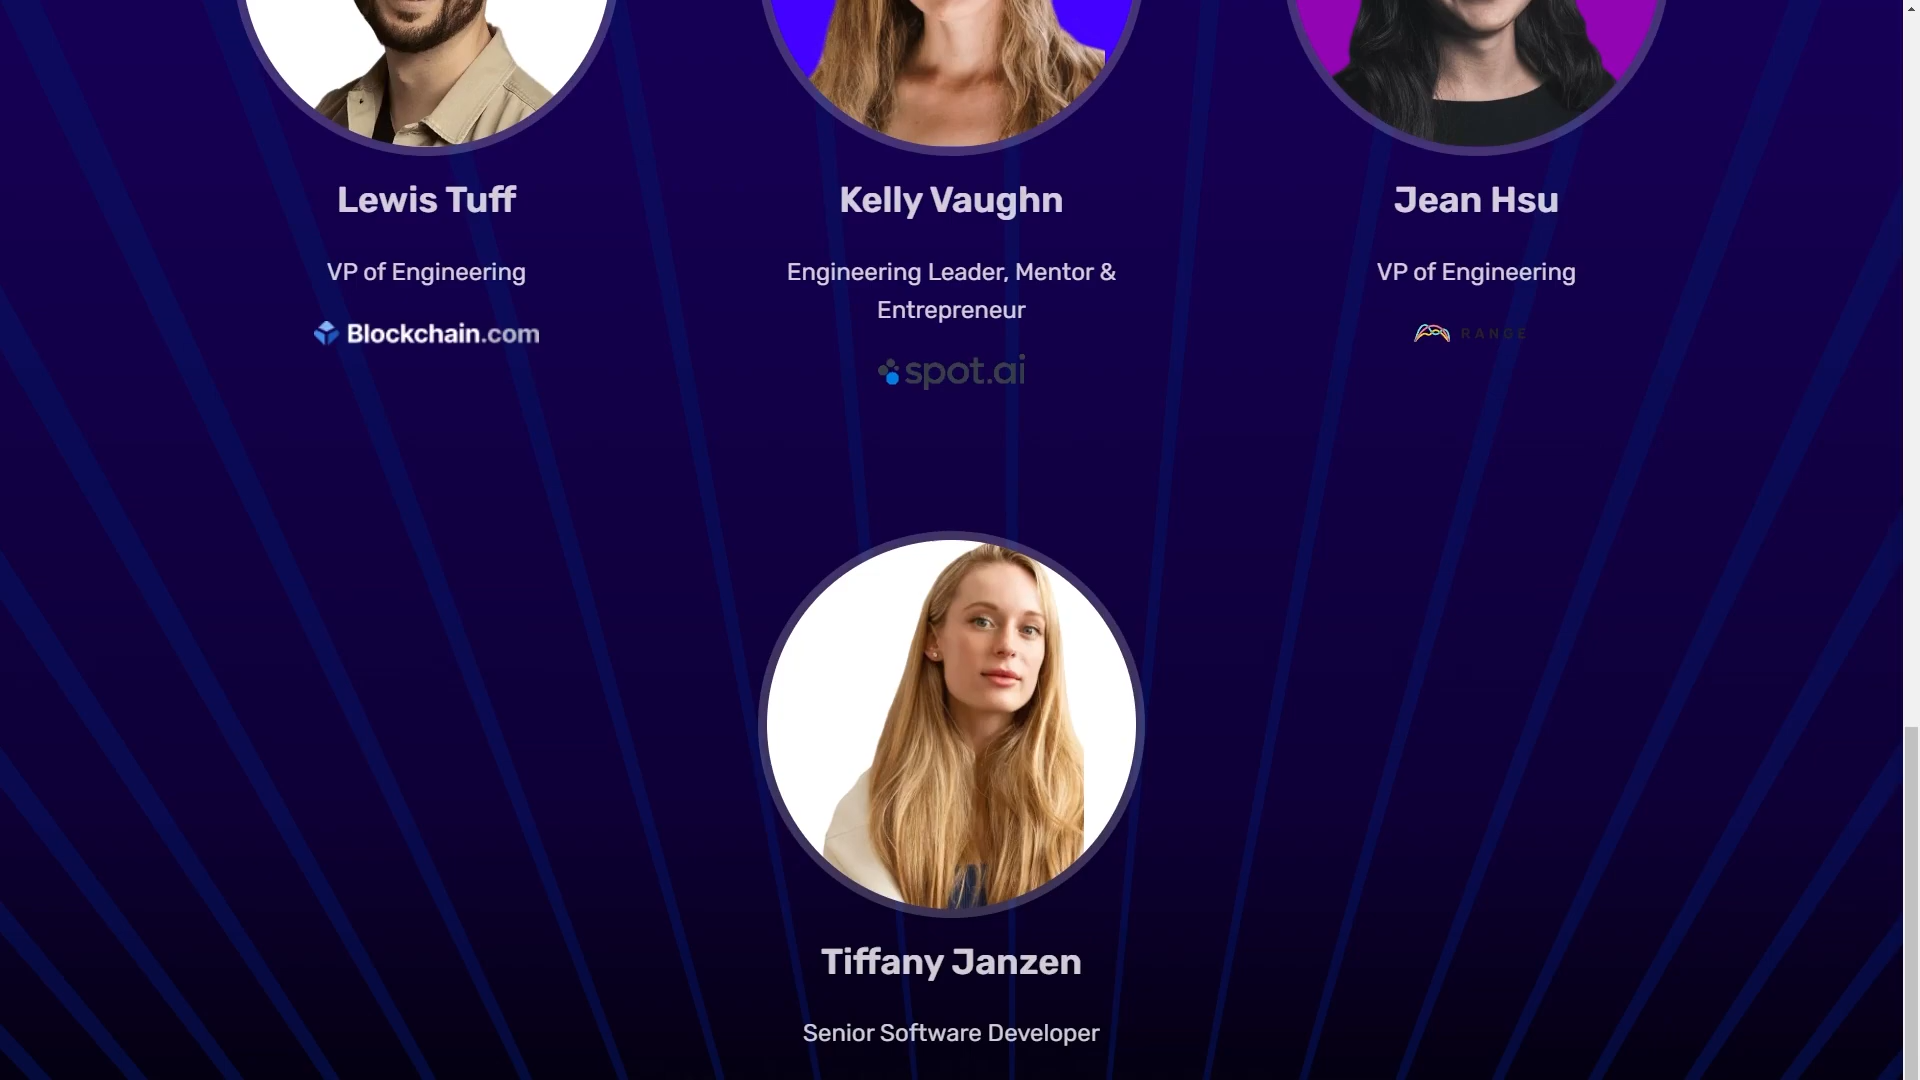 Lewis Tuff
VP of Engineering
Blockchain.com
Kelly Vaughn
Engineering Leader, Mentor &
Entrepreneur
spot.ai
Jean Hsu
VP of Engineering
RANGE
Tiffany Janzen
Senior Software Developer